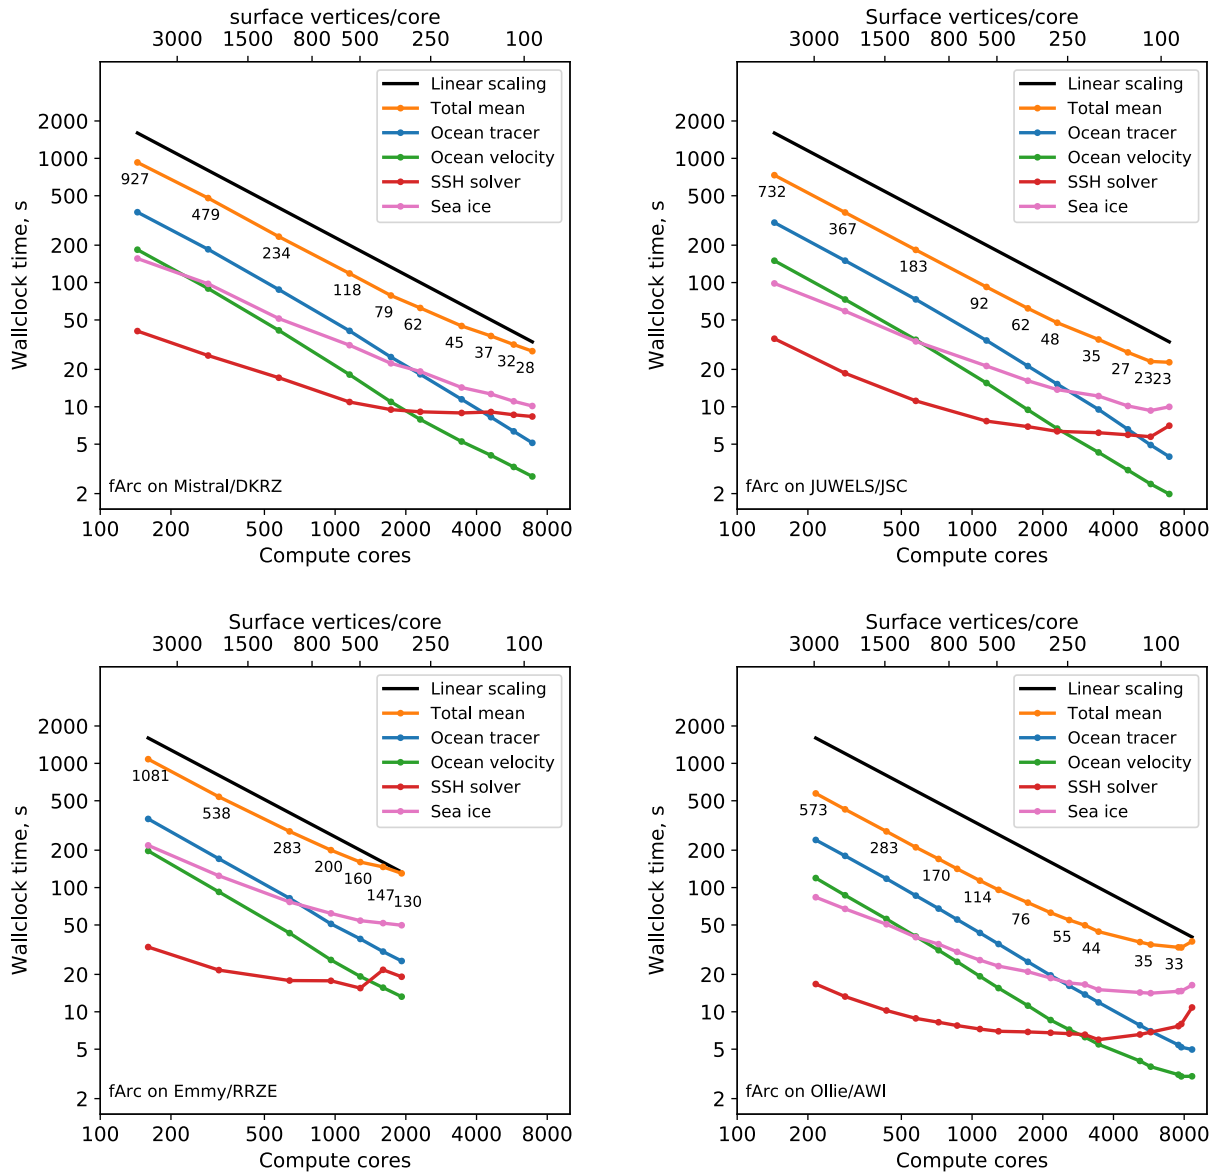 surface vertices/core
3000 1500 800 500 250 100
Wallclock time, s
2000
1000
500
200
100
50
20
10
5
2
Linear scaling
Total mean
Ocean tracer
Ocean velocity
SSH solver
Sea ice
927
479
234
118
79
62
45
37
32
28
fArc on Mistral/DKRZ
100 200 500 1000 2000 4000 8000
Compute cores
Surface vertices/core
3000 1500 800 500 250 100
Wallclock time, s
2000
1000
500
200
100
50
20
10
5
2
Linear scaling
Total mean
Ocean tracer
Ocean velocity
SSH solver
Sea ice
732
367
183
92
62
48
35
27
23
23
fArc on JUWELS/JSC
100 200 500 1000 2000 4000 8000
Compute cores
Surface vertices/core
3000 1500 800 500 250 100
Wallclock time, s
2000
1000
500
200
100
50
20
10
5
2
Linear scaling
Total mean
Ocean tracer
Ocean velocity
SSH solver
Sea ice
1081
538
283
200
160
147
130
fArc on Emmy/RRZE
100 200 500 1000 2000 4000 8000
Compute cores
Surface vertices/core
3000 1500 800 500 250 100
Wallclock time, s
2000
1000
500
200
100
50
20
10
5
2
Linear scaling
Total mean
Ocean tracer
Ocean velocity
SSH solver
Sea ice
573
283
170
114
76
55
44
35
33
fArc on Ollie/AWI
100 200 500 1000 2000 4000 8000
Compute cores